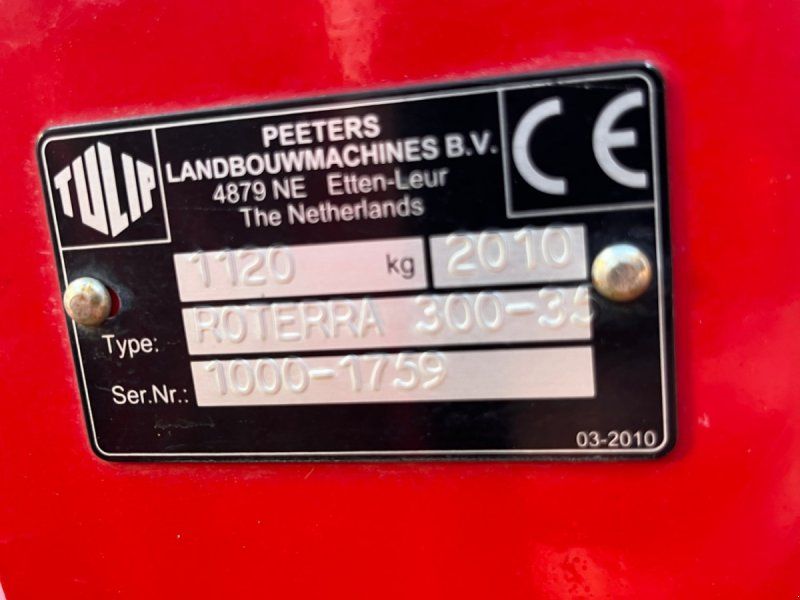 TULIP
PEETERS
LANDBOUWMACHINES B.V.
4879 NE Etten-Leur
The Netherlands
CE
1120 kg 2010
Type: ROTERRA 300-35
Ser.Nr.: 1000-1759
03-2010